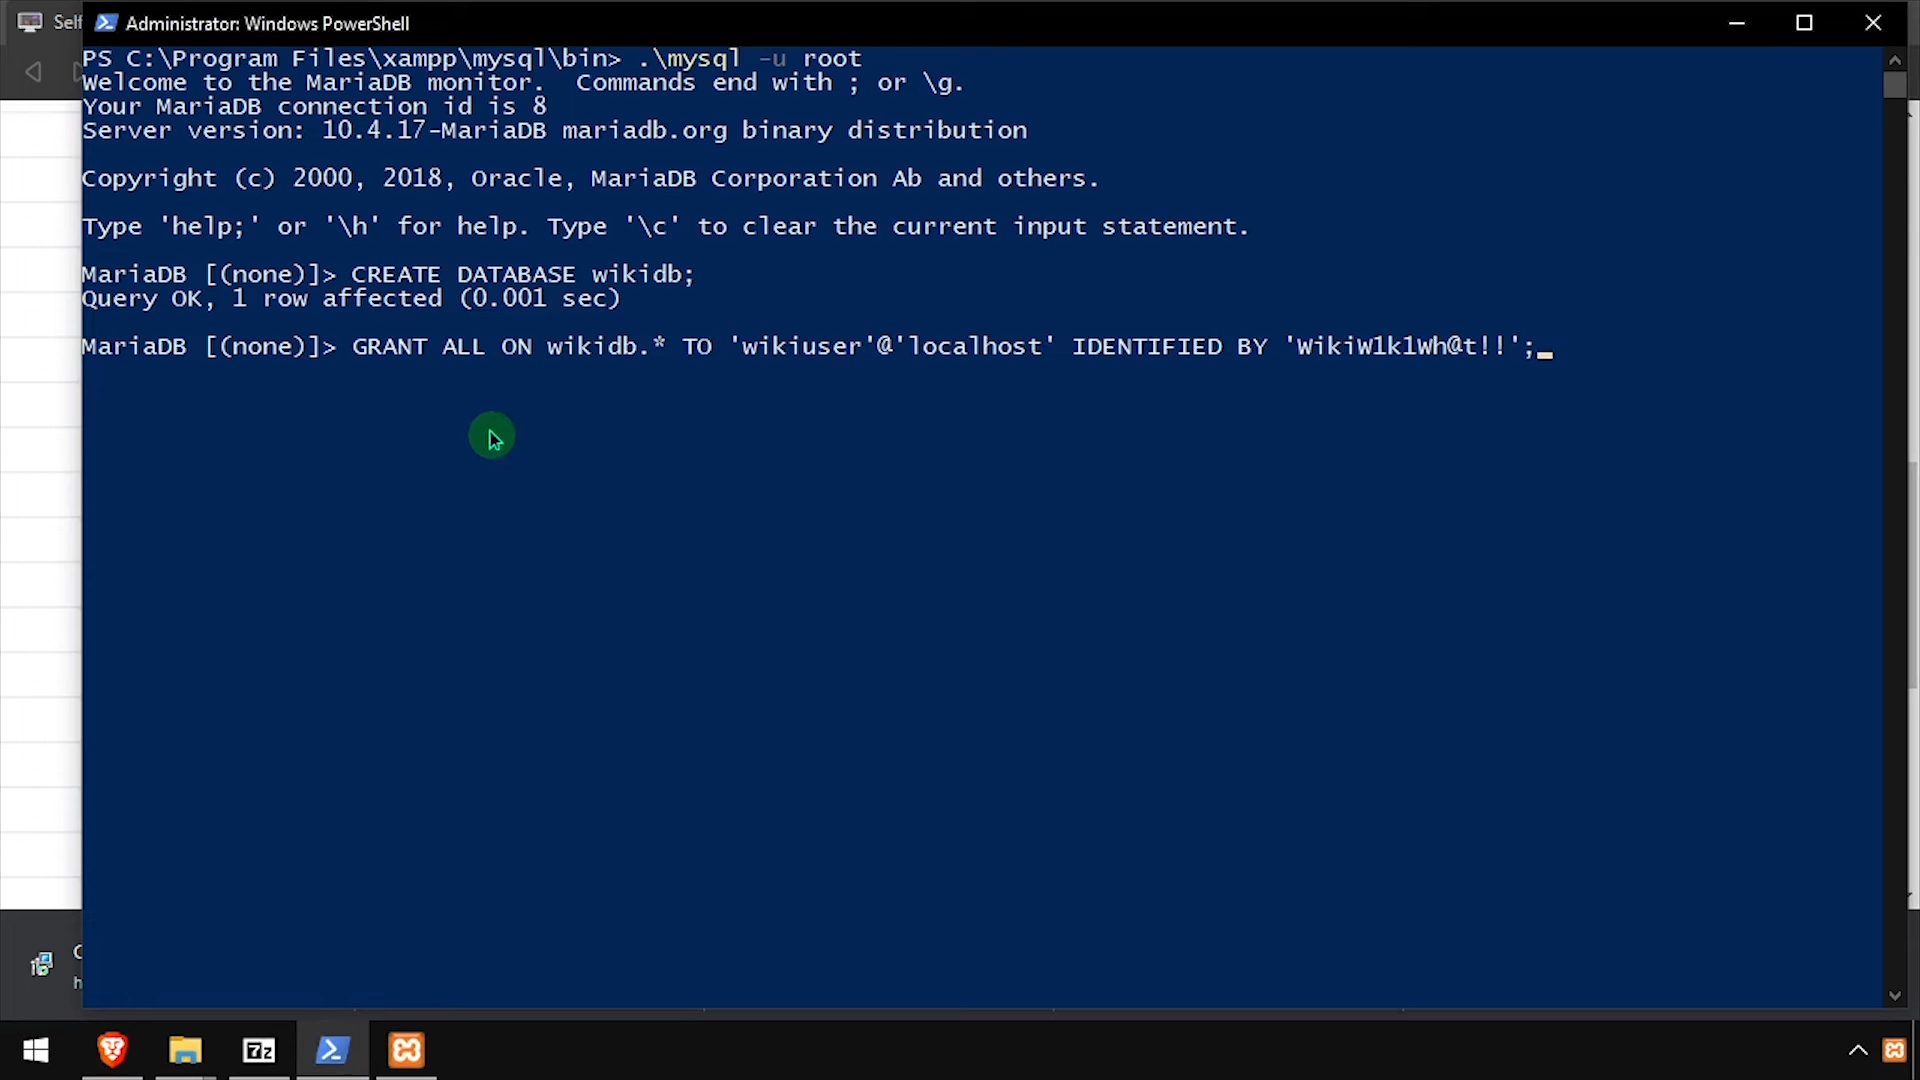 Self
Administrator: Windows PowerShell
PS C:\Program Files\xampp\mysql\bin> .\mysql -u root
Welcome to the MariaDB monitor.  Commands end with ; or \g.
Your MariaDB connection id is 8
Server version: 10.4.17-MariaDB mariadb.org binary distribution
Copyright (c) 2000, 2018, Oracle, MariaDB Corporation Ab and others.
Type 'help;' or '\h' for help. Type '\c' to clear the current input statement.
MariaDB [(none)]> CREATE DATABASE wikidb;
Query OK, 1 row affected (0.001 sec)
MariaDB [(none)]> GRANT ALL ON wikidb.* TO 'wikiuser'@'localhost' IDENTIFIED BY 'WikiW1k1Wh@t!!';
7z